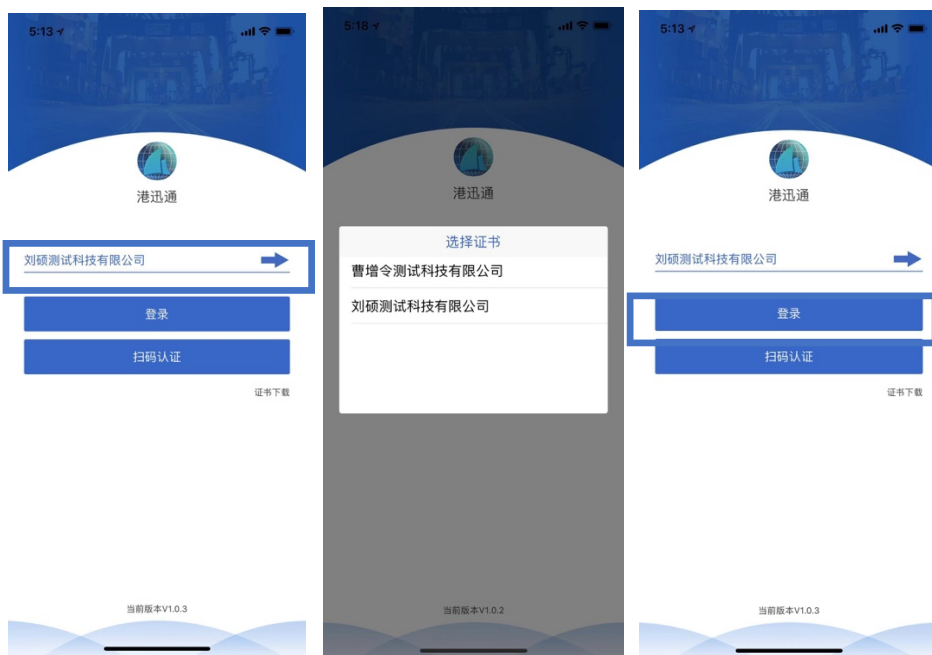 5:13
港迅通
刘硕测试科技有限公司
登录
扫码认证
证书下载
当前版本V1.0.3
5:18
港迅通
选择证书
曹增令测试科技有限公司
刘硕测试科技有限公司
当前版本V1.0.2
5:13
港迅通
刘硕测试科技有限公司
登录
扫码认证
证书下载
当前版本V1.0.3